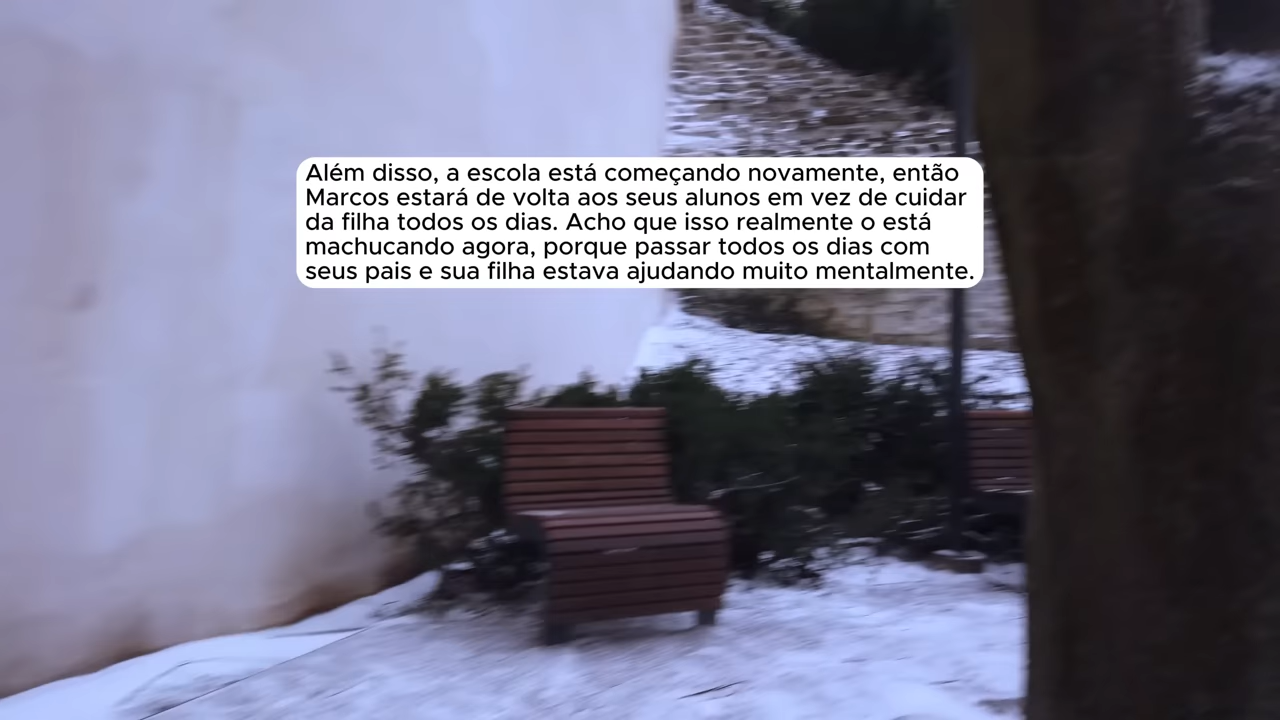 Além disso, a escola está começando novamente, então
Marcos estará de volta aos seus alunos em vez de cuidar
da filha todos os dias. Acho que isso realmente o está
machucando agora, porque passar todos os dias com
seus pais e sua filha estava ajudando muito mentalmente.